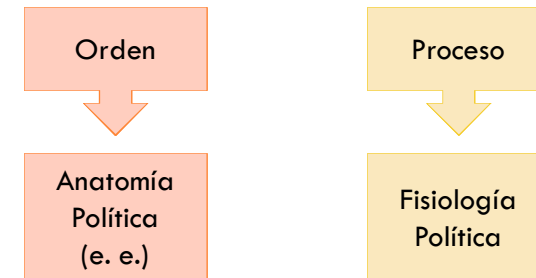 Orden
Proceso
Anatomía
Política
(e. e.)
Fisiología
Política